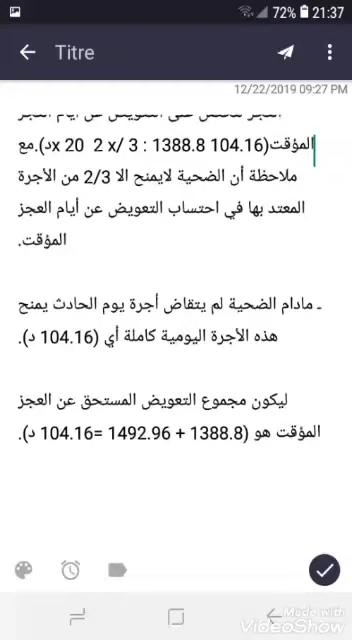 72% 21:37
Titre
12/22/2019 09:27 PM
المؤقت(104.16 x 20 2 x/ 3 : 1388.8د).مع
ملاحظة أن الضحية لايمنح الا 2/3 من الأجرة
المعتد بها في احتساب التعويض عن أيام العجز
المؤقت.
ـ مادام الضحية لم يتقاض أجرة يوم الحادث يمنح
هذه الأجرة اليومية كاملة أي (104.16 د).
ليكون مجموع التعويض المستحق عن العجز
المؤقت هو (1388.8 + 104.16= 1492.96 د).
Made with
VideoShow